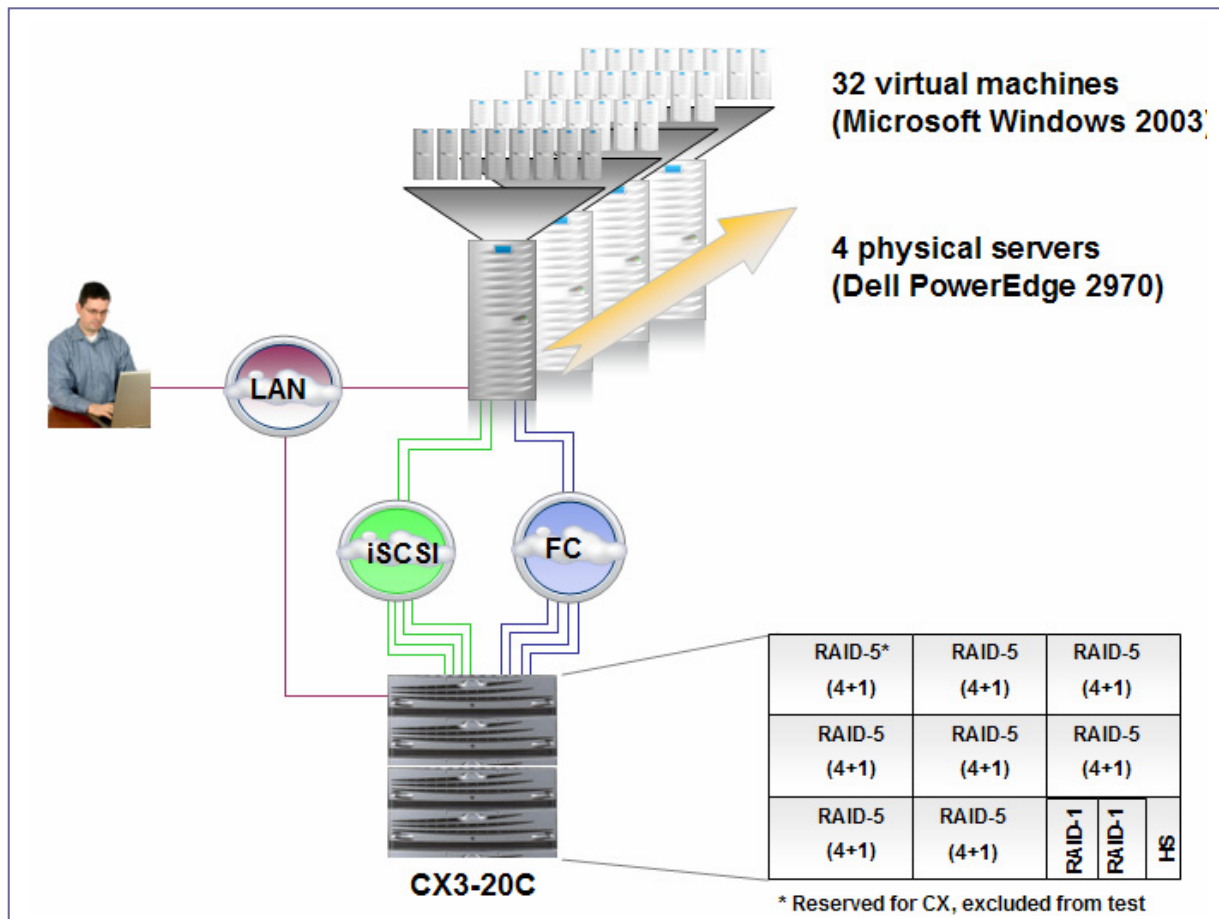 32 virtual machines
(Microsoft Windows 2003)
4 physical servers
(Dell PowerEdge 2970)
LAN
iSCSI
FC
CX3-20C
RAID-5*
(4+1)
RAID-5
(4+1)
RAID-5
(4+1)
RAID-5
(4+1)
RAID-5
(4+1)
RAID-5
(4+1)
RAID-5
(4+1)
RAID-5
(4+1)
RAID-1
RAID-1
HS
* Reserved for CX, excluded from test